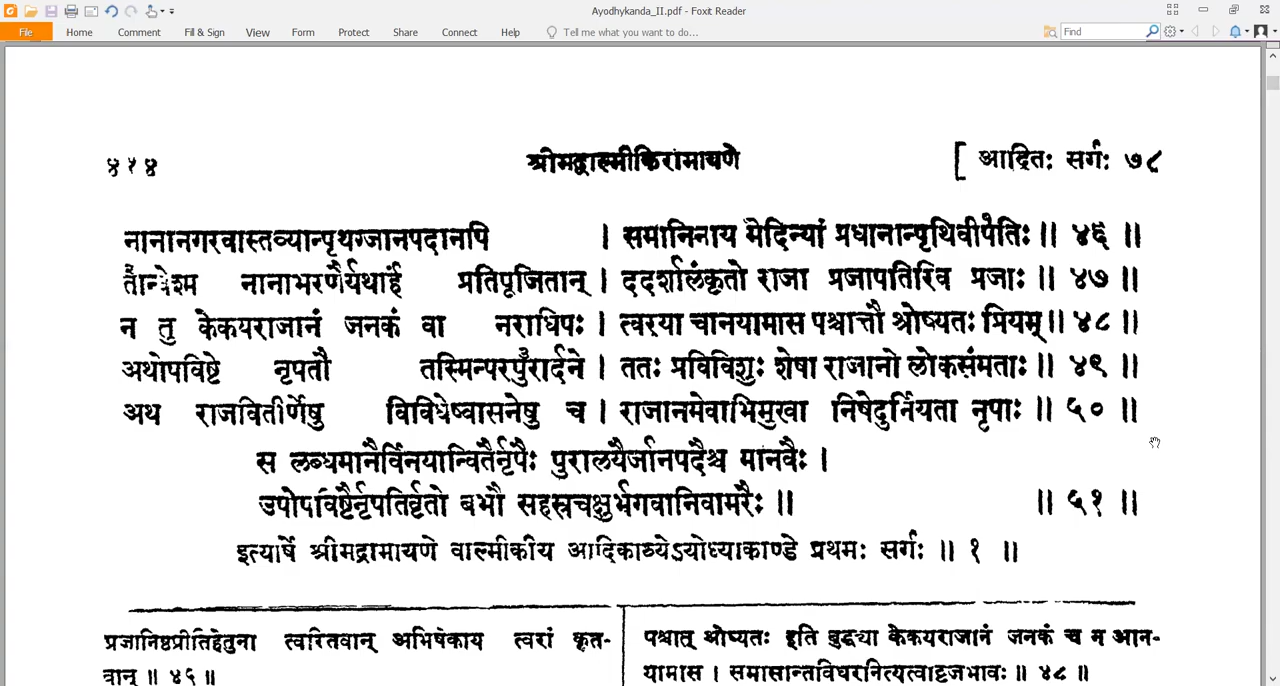 Ayodhykanda_II.pdf - Foxit Reader
File Home Comment Fill & Sign View Form Protect Share Connect Help Tell me what you want to do... Find
४१४ श्रीमद्वाल्मीकिरामायणे [ आदितः सर्गः ७८
नानानगरवास्तव्यान्पृथग्जानपदानपि । समानिनाय मेदिन्यां प्रधानान्पृथिवीपतिः ॥ ४६ ॥
तान्वेश्म नानाभरणैर्यथार्हं प्रतिपूजितान् । ददर्शालंकृतो राजा प्रजापतिरिव प्रजाः ॥ ४७ ॥
न तु केकयराजानं जनकं वा नराधिपः । त्वरया चानयामास पश्चात्तौ श्रोष्यतः प्रियम् ॥ ४८ ॥
अथोपविष्टे नृपतौ तस्मिन्परपुरार्दने । ततः प्रविविशुः शेषा राजानो लोकसंमताः ॥ ४९ ॥
अथ राजवितीर्णेषु विविधेष्वासनेषु च । राजानमेवाभिमुखा निषेदुर्नियता नृपाः ॥ ५० ॥
स लब्धमानैर्विनयान्वितैर्नृपैः पुरालयैर्जानपदैश्च मानवैः ।
उपोपविष्टैर्नृपतिर्वृतो बभौ सहस्रचक्षुर्भगवानिवामरैः ॥ ॥ ५१ ॥
इत्यार्षे श्रीमद्रामायणे वाल्मीकीय आदिकाव्येऽयोध्याकाण्डे प्रथमः सर्गः ॥ १ ॥
प्रजानिष्टप्रीतिहेतुना त्वरितवान् अभिषेकाय त्वरां कृत-
वान् ॥ ४६ ॥
पश्चात् श्रोष्यतः इति बुद्ध्या केकयराजानं जनकं च न आन-
यामास । समासान्तविधरनित्यत्वाट्टजभावः ॥ ४८ ॥